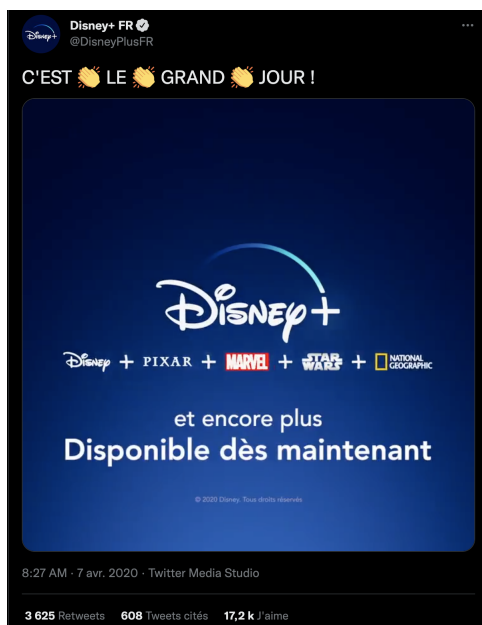 Disney+
Disney+ FR
@DisneyPlusFR
C'EST 👏 LE 👏 GRAND 👏 JOUR !
Disney+
Disney + PIXAR + MARVEL + STAR WARS + NATIONAL GEOGRAPHIC
et encore plus
Disponible dès maintenant
© 2020 Disney. Tous droits réservés
8:27 AM · 7 avr. 2020 · Twitter Media Studio
3 625 Retweets 608 Tweets cités 17,2 k J'aime